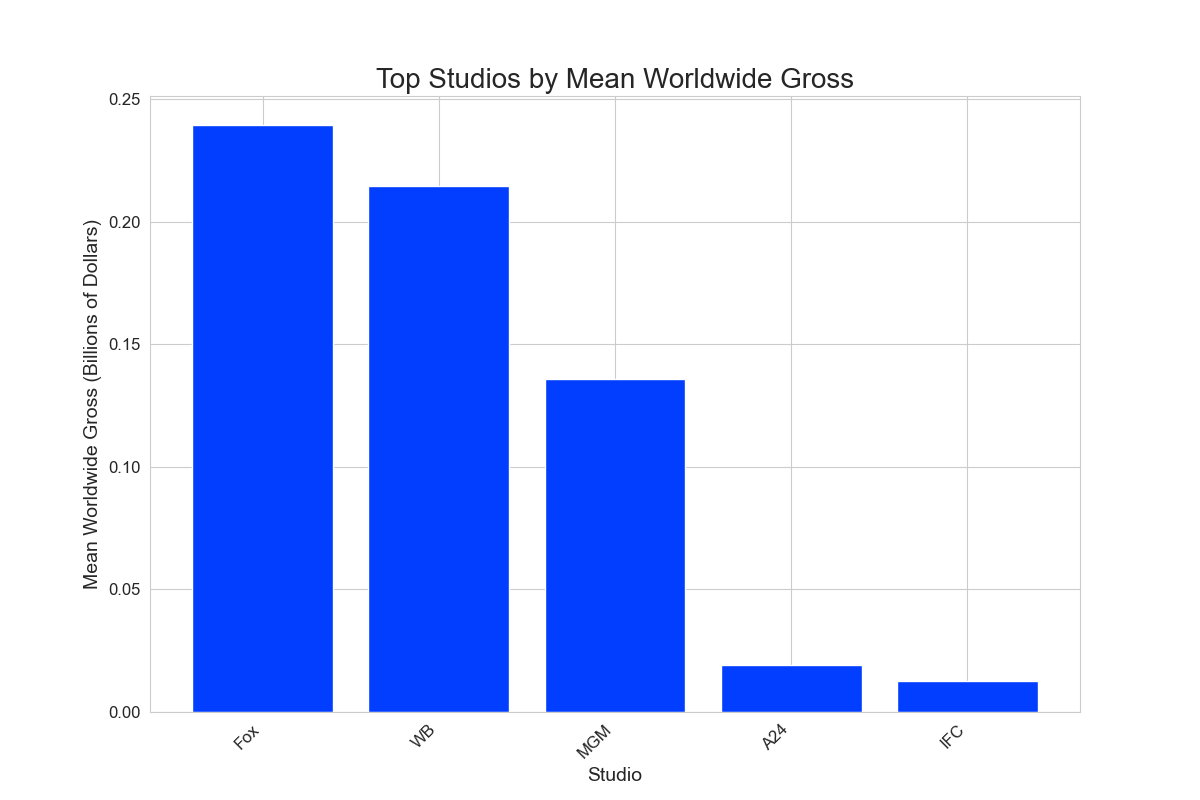 Top Studios by Mean Worldwide Gross
Mean Worldwide Gross (Billions of Dollars)
0.25
0.20
0.15
0.10
0.05
0.00
Fox
WB
MGM
A24
IFC
Studio